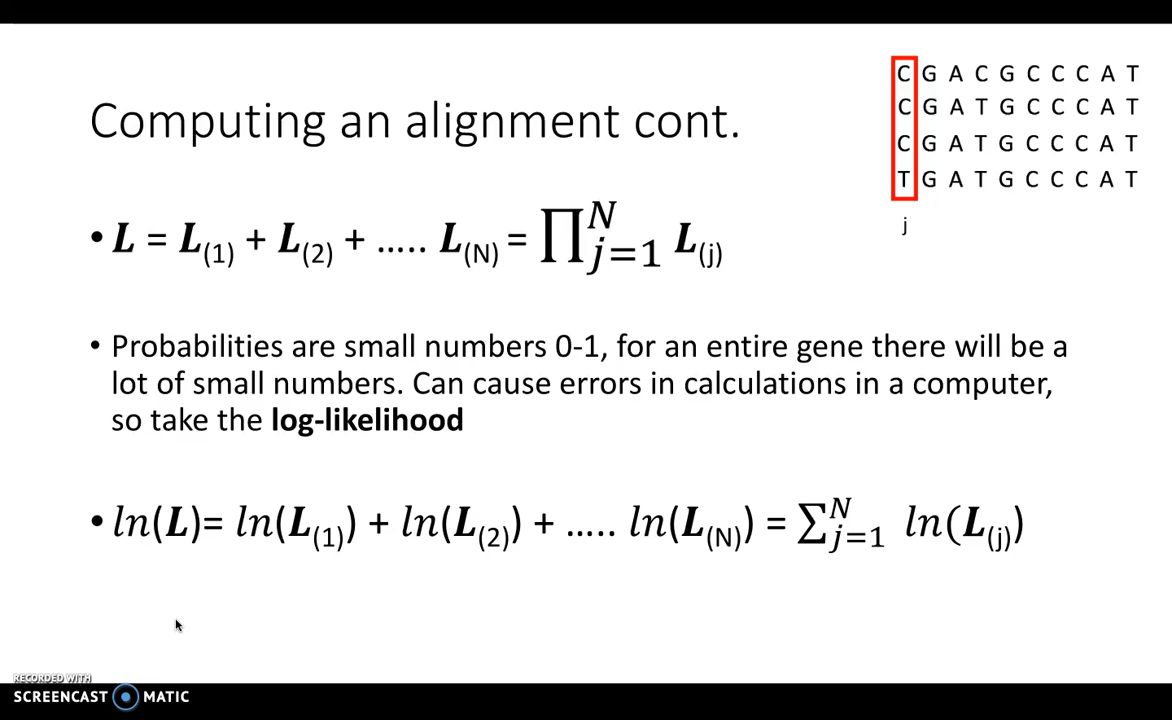 Computing an alignment cont.
C G A C G C C C A T
C G A T G C C C A T
C G A T G C C C A T
T G A T G C C C A T
j
• L = L(1) + L(2) + ..... L(N) = ∏ᴺj=1 L(j)
• Probabilities are small numbers 0-1, for an entire gene there will be a
lot of small numbers. Can cause errors in calculations in a computer,
so take the log-likelihood
• ln(L)= ln(L(1)) + ln(L(2)) + ..... ln(L(N)) = ∑ᴺj=1 ln(L(j))
RECORDED WITH
SCREENCAST MATIC